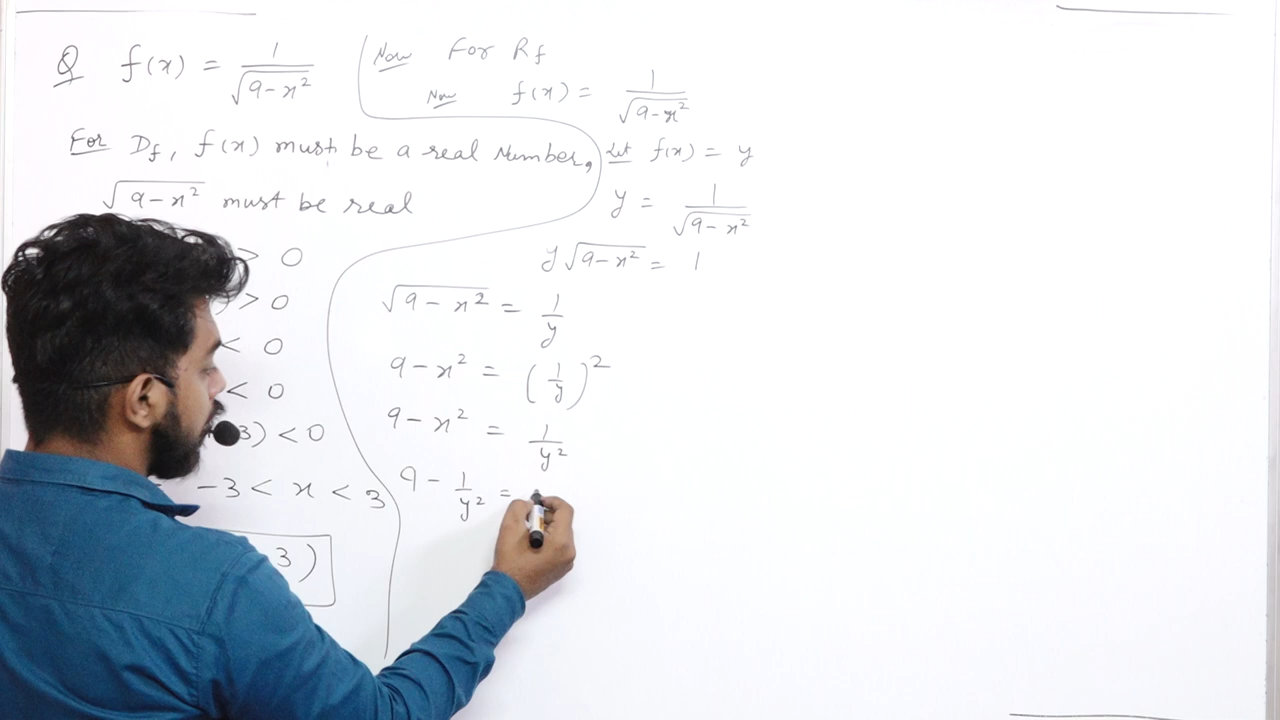 Q f(x) = 1/√(9-x²)
For Df, f(x) must be a real Number,
√(9-x²) must be real
> 0
) > 0
< 0
< 0
3) < 0
-3 < x < 3
3)
Now For Rf
Now f(x) = 1/√(9-x²)
Let f(x) = y
y = 1/√(9-x²)
y√(9-x²) = 1
√(9-x²) = 1/y
9-x² = (1/y)²
9-x² = 1/y²
9 - 1/y² =